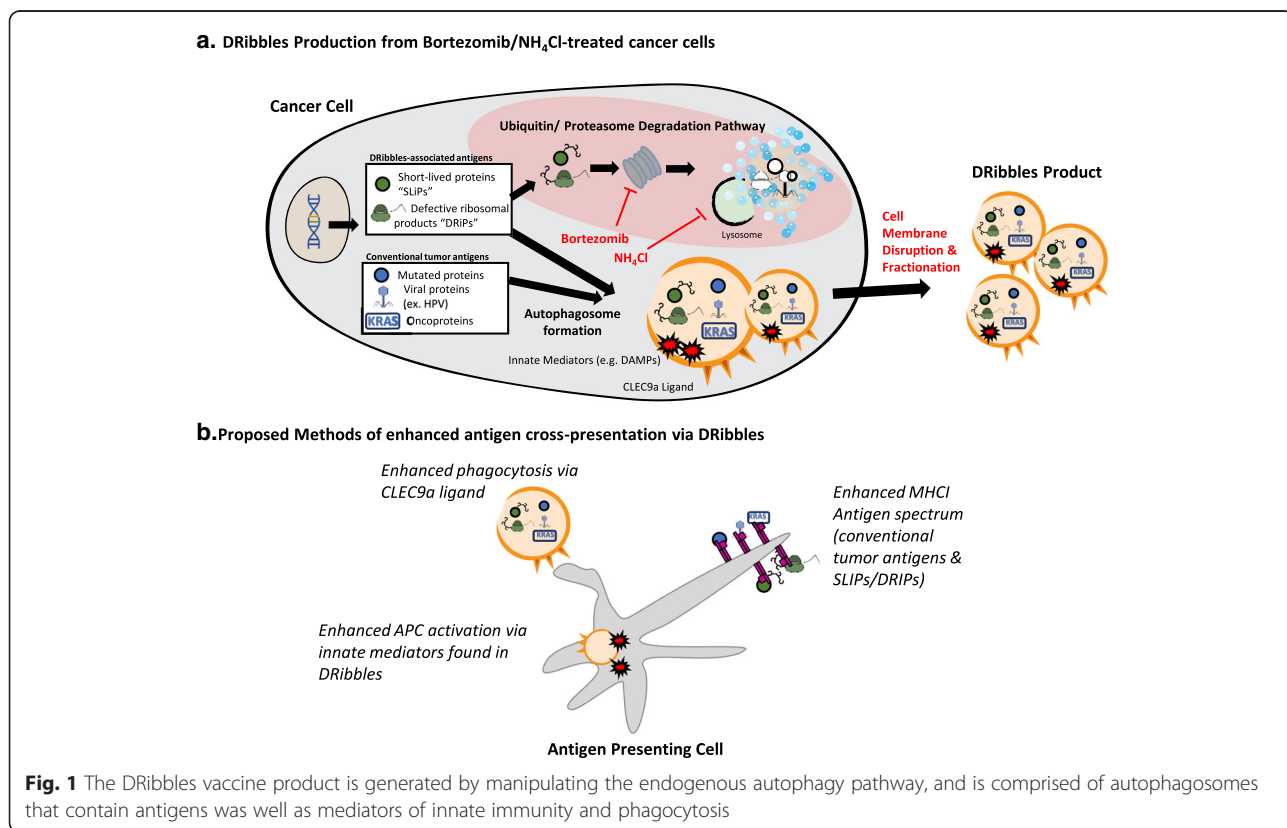 a. DRibbles Production from Bortezomib/NH4Cl-treated cancer cells
Cancer Cell
Ubiquitin/ Proteasome Degradation Pathway
DRibbles-associated antigens
Short-lived proteins
“SLiPs”
Defective ribosomal
products “DRiPs”
Conventional tumor antigens
Mutated proteins
Viral proteins
(ex. HPV)
KRAS Oncoproteins
Bortezomib
NH4Cl
Lysosome
Autophagosome
formation
KRAS
KRAS
Innate Mediators (e.g. DAMPs)
CLEC9a Ligand
Cell
Membrane
Disruption &
Fractionation
DRibbles Product
KRAS
KRAS
KRAS
b.Proposed Methods of enhanced antigen cross-presentation via DRibbles
Enhanced phagocytosis via
CLEC9a ligand
KRAS
KRAS
Enhanced MHCI
Antigen spectrum
(conventional
tumor antigens &
SLIPs/DRIPs)
Enhanced APC activation via
innate mediators found in
DRibbles
Antigen Presenting Cell
Fig. 1 The DRibbles vaccine product is generated by manipulating the endogenous autophagy pathway, and is comprised of autophagosomes
that contain antigens was well as mediators of innate immunity and phagocytosis